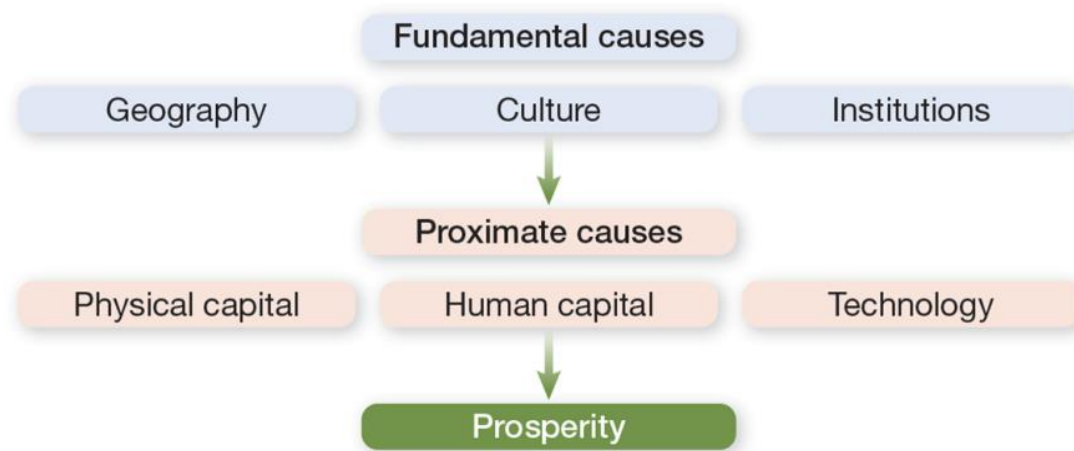 Fundamental causes
Geography
Culture
Institutions
Proximate causes
Physical capital
Human capital
Technology
Prosperity